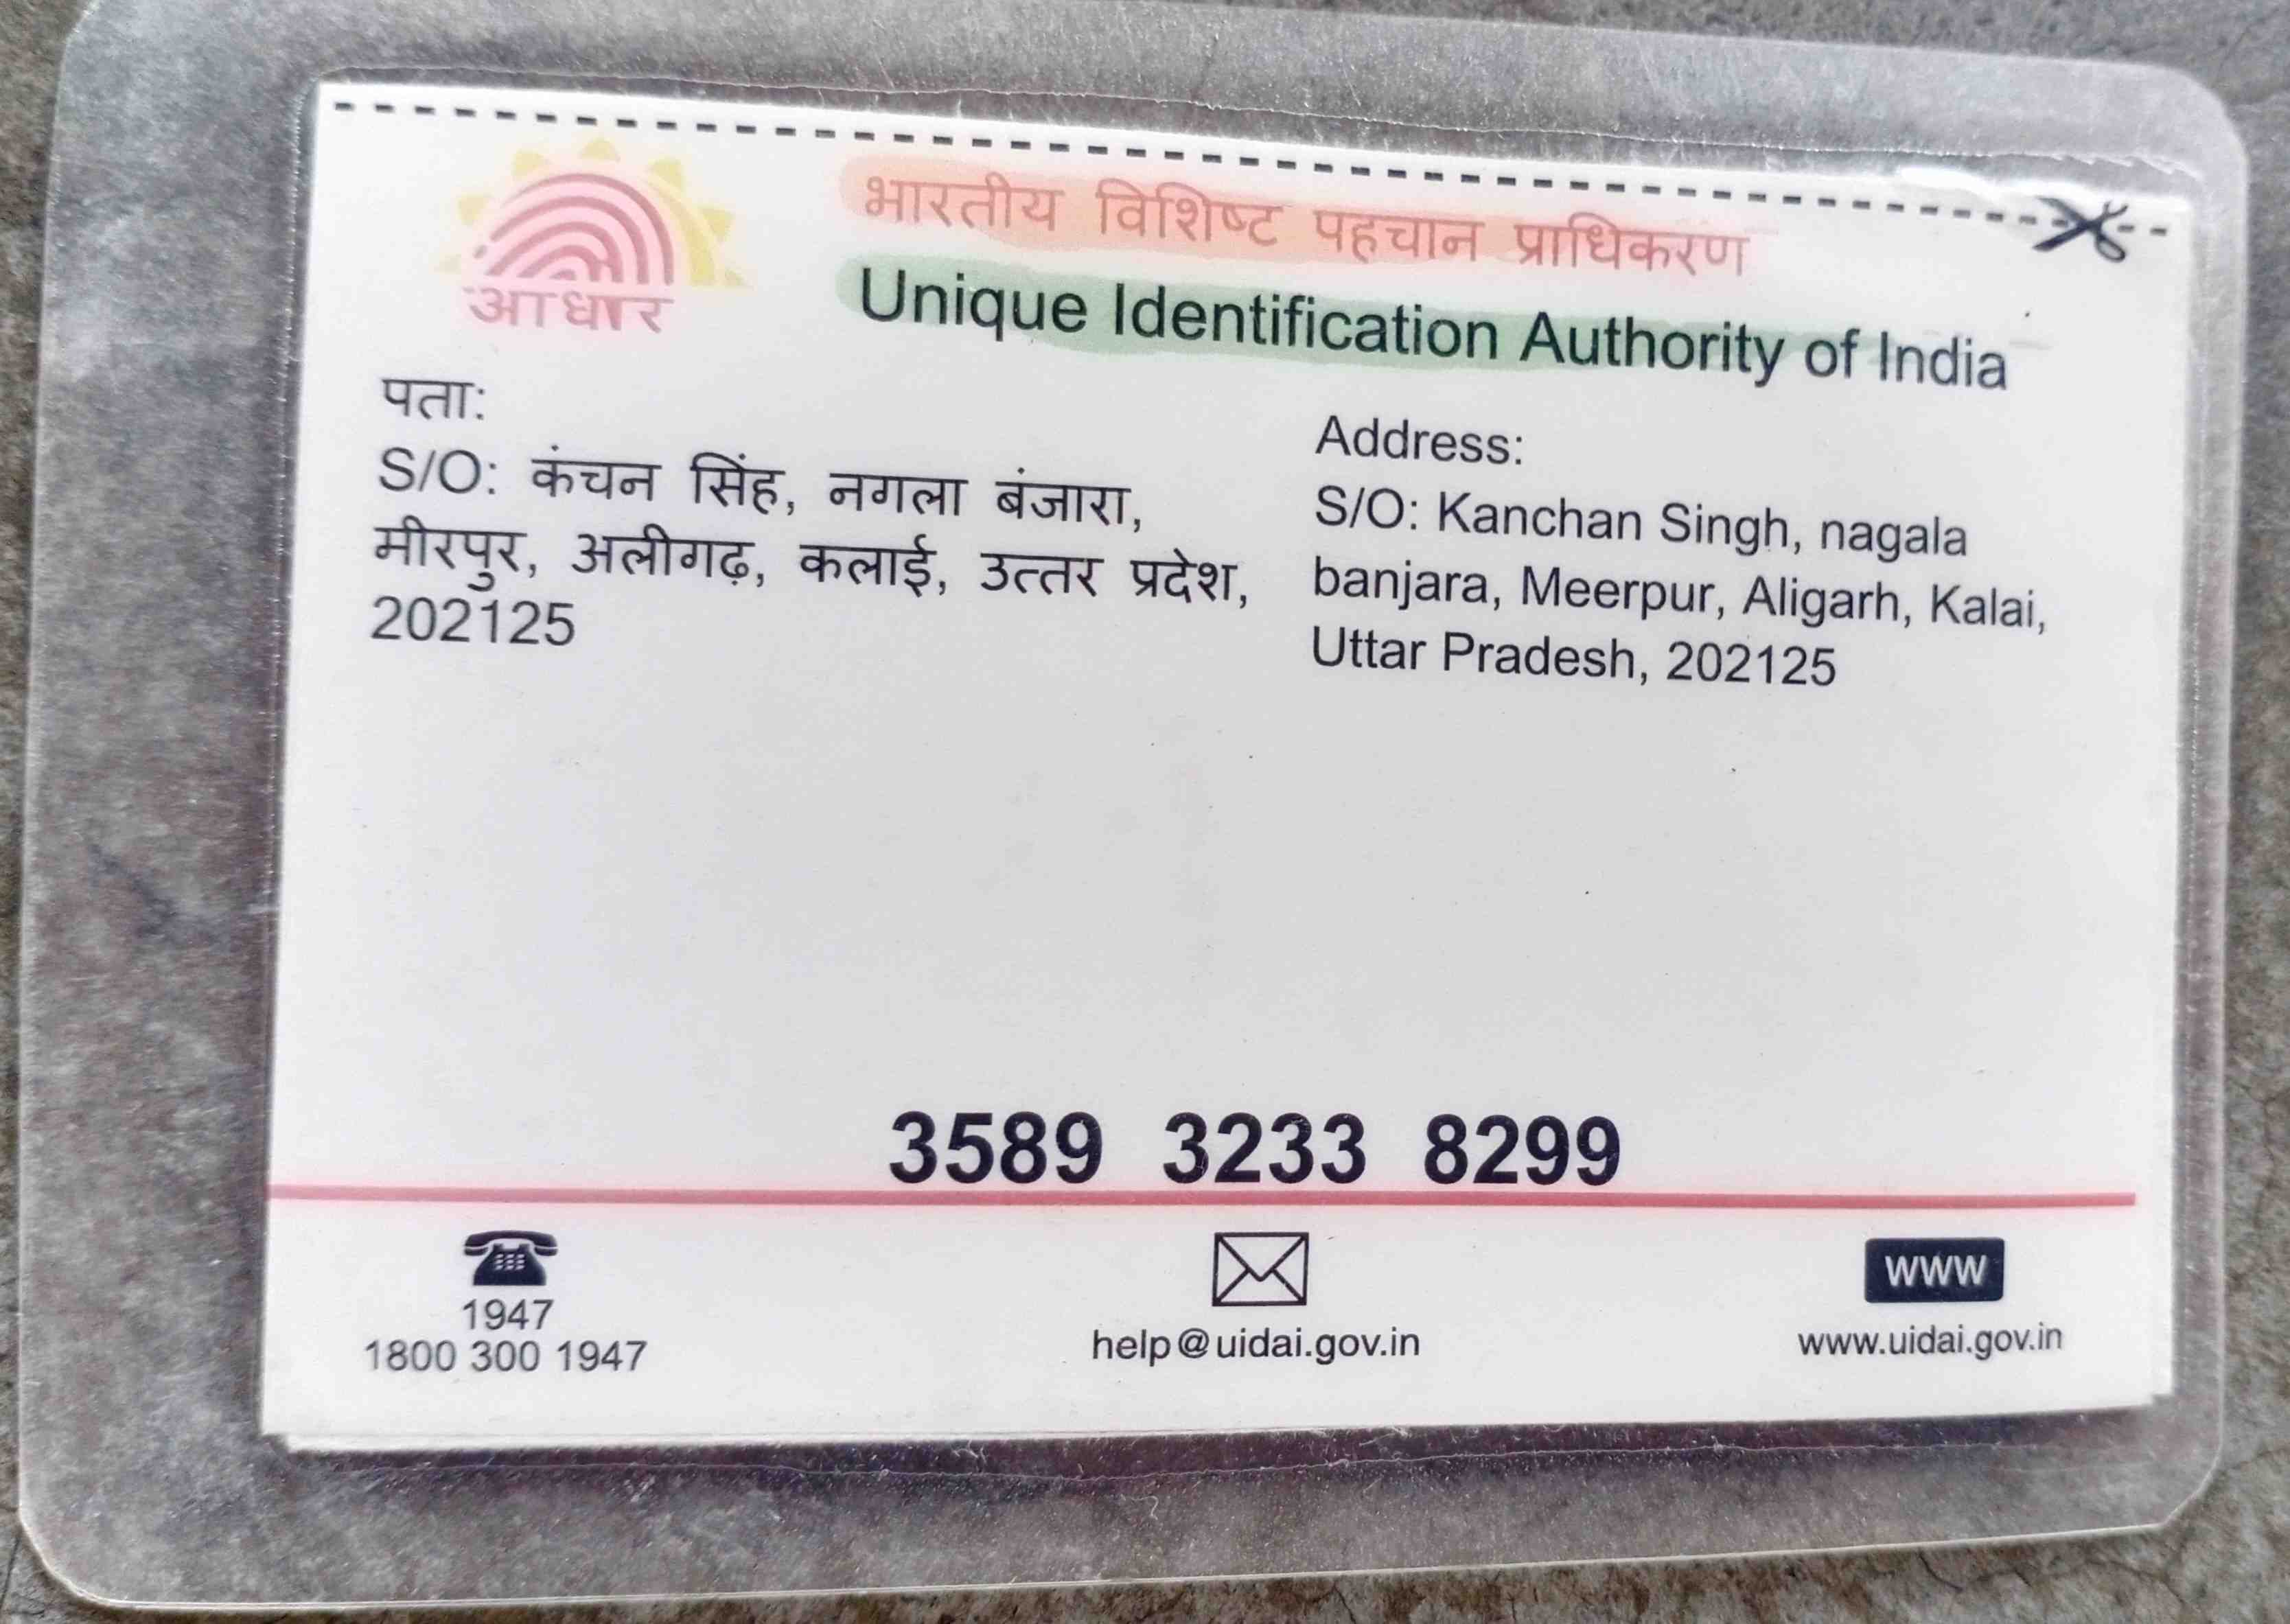 आधार
भारतीय विशिष्ट पहचान प्राधिकरण
Unique Identification Authority of India
पता:
S/O: कंचन सिंह, नगला बंजारा,
मीरपुर, अलीगढ़, कलाई, उत्तर प्रदेश,
202125
Address:
S/O: Kanchan Singh, nagala
banjara, Meerpur, Aligarh, Kalai,
Uttar Pradesh, 202125
3589 3233 8299
1947
1800 300 1947
help@uidai.gov.in
www
www.uidai.gov.in